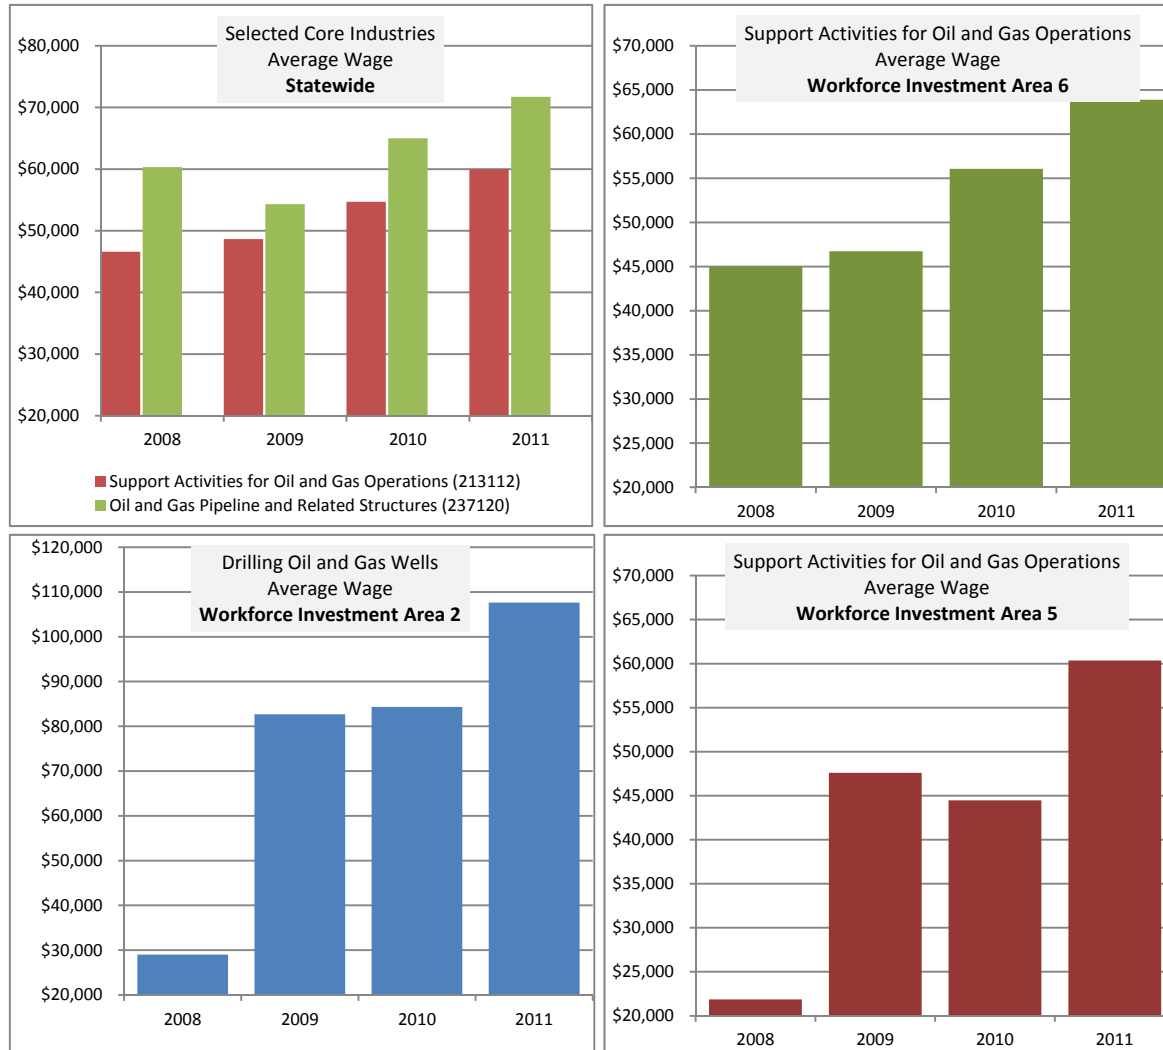 Selected Core Industries
Average Wage
Statewide
$80,000
$70,000
$60,000
$50,000
$40,000
$30,000
$20,000
2008 2009 2010 2011
Support Activities for Oil and Gas Operations (213112)
Oil and Gas Pipeline and Related Structures (237120)
Support Activities for Oil and Gas Operations
Average Wage
Workforce Investment Area 6
$70,000
$65,000
$60,000
$55,000
$50,000
$45,000
$40,000
$35,000
$30,000
$25,000
$20,000
2008 2009 2010 2011
Drilling Oil and Gas Wells
Average Wage
Workforce Investment Area 2
$120,000
$110,000
$100,000
$90,000
$80,000
$70,000
$60,000
$50,000
$40,000
$30,000
$20,000
2008 2009 2010 2011
Support Activities for Oil and Gas Operations
Average Wage
Workforce Investment Area 5
$70,000
$65,000
$60,000
$55,000
$50,000
$45,000
$40,000
$35,000
$30,000
$25,000
$20,000
2008 2009 2010 2011